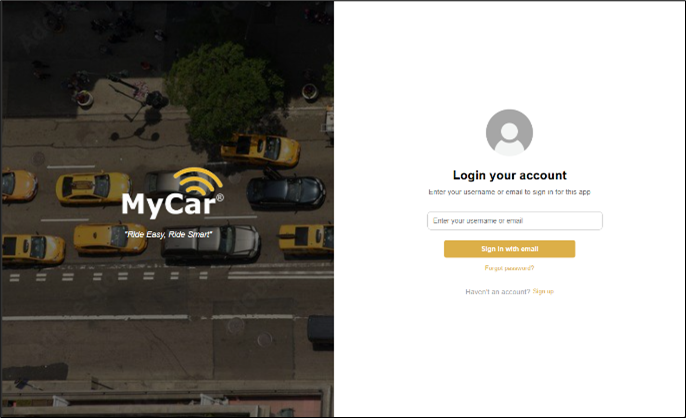 MyCar®
"Ride Easy, Ride Smart"
Login your account
Enter your username or email to sign in for this app
Enter your username or email
Sign in with email
Forgot password?
Haven't an account? Sign up